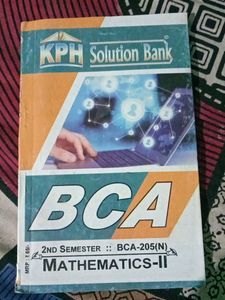 KPH Solution Bank
BCA
2ND SEMESTER :: BCA-205(N)
MATHEMATICS-II